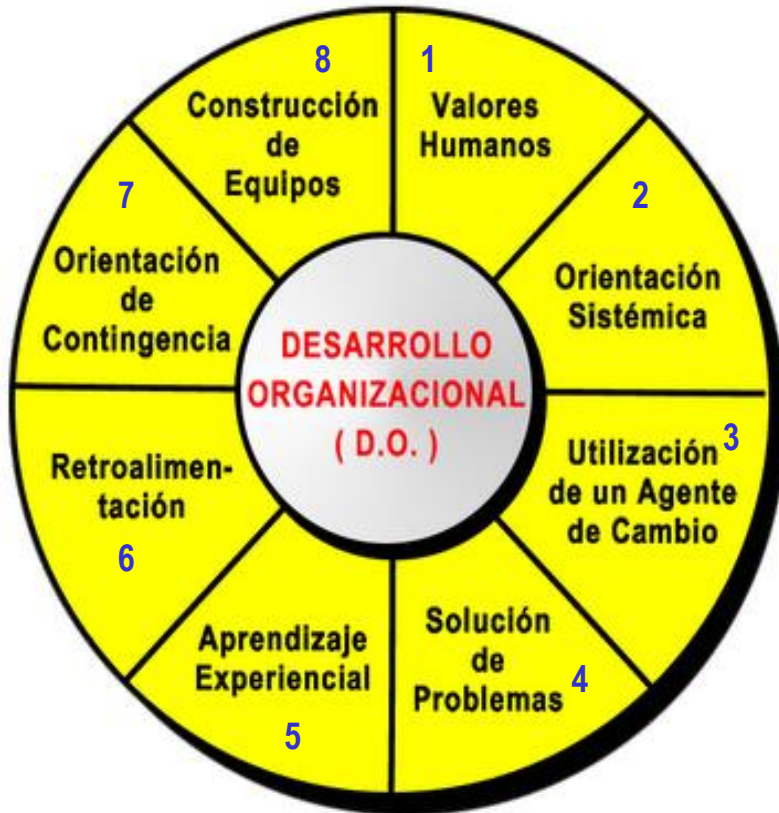 DESARROLLO
ORGANIZACIONAL
( D.O. )
1
Valores
Humanos
2
Orientación
Sistémica
3
Utilización
de un Agente
de Cambio
Solución
de
Problemas
4
Aprendizaje
Experiencial
5
Retroalimen-
tación
6
7
Orientación
de
Contingencia
8
Construcción
de
Equipos